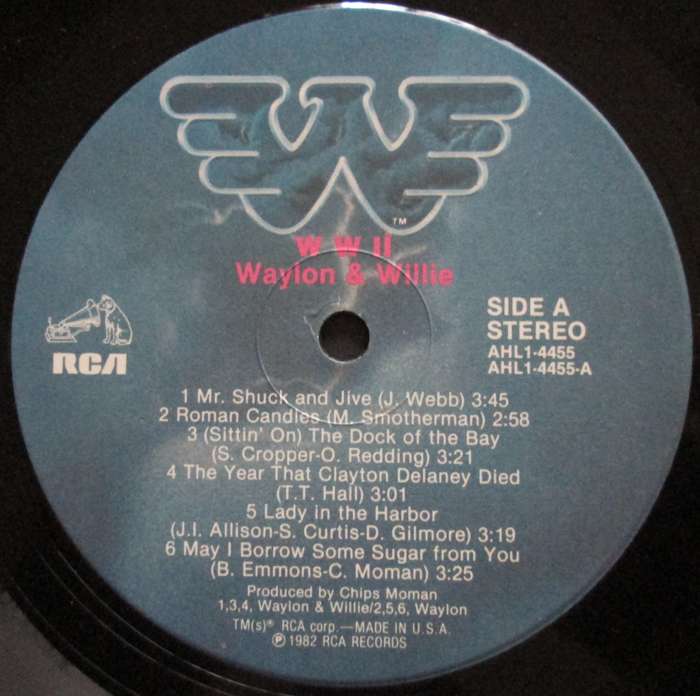 TM
W W II
Waylon & Willie
RCA
SIDE A
STEREO
AHL1-4455
AHL1-4455-A
1 Mr. Shuck and Jive (J. Webb) 3:45
2 Roman Candles (M. Smotherman) 2:58
3 (Sittin' On) The Dock of the Bay
(S. Cropper-O. Redding) 3:21
4 The Year That Clayton Delaney Died
(T.T. Hall) 3:01
5 Lady in the Harbor
(J.I. Allison-S. Curtis-D. Gilmore) 3:19
6 May I Borrow Some Sugar from You
(B. Emmons-C. Moman) 3:25
Produced by Chips Moman
1,3,4, Waylon & Willie/2,5,6, Waylon
TM(s)® RCA corp.—MADE IN U.S.A.
℗1982 RCA RECORDS